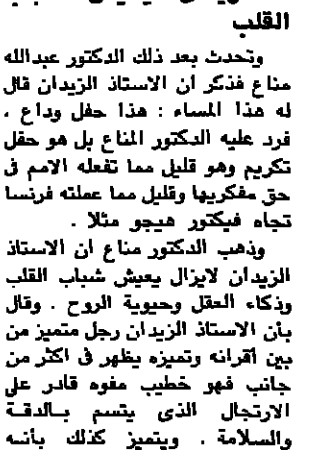 القلب
وتحدث بعد ذلك الدكتور عبدالله
مناع فذكر ان الاستاذ الزيدان قال
له هذا المساء : هذا حفل وداع ،
فرد عليه الدكتور المناع بل هو حفل
تكريم وهو قليل مما تفعله الامم فى
حق مفكريها وقليل مما عملته فرنسا
تجاه فيكتور هيجو مثلا .
وذهب الدكتور مناع ان الاستاذ
الزيدان لايزال يعيش شباب القلب
وذكاء العقل وحيوية الروح . وقال
بأن الاستاذ الزيدان رجل متميز من
بين أقرانه وتميزه يظهر فى اكثر من
جانب فهو خطيب مفوه قادر على
الارتجال الذى يتسم بالدقة
والسلامة . ويتميز كذلك بأنه